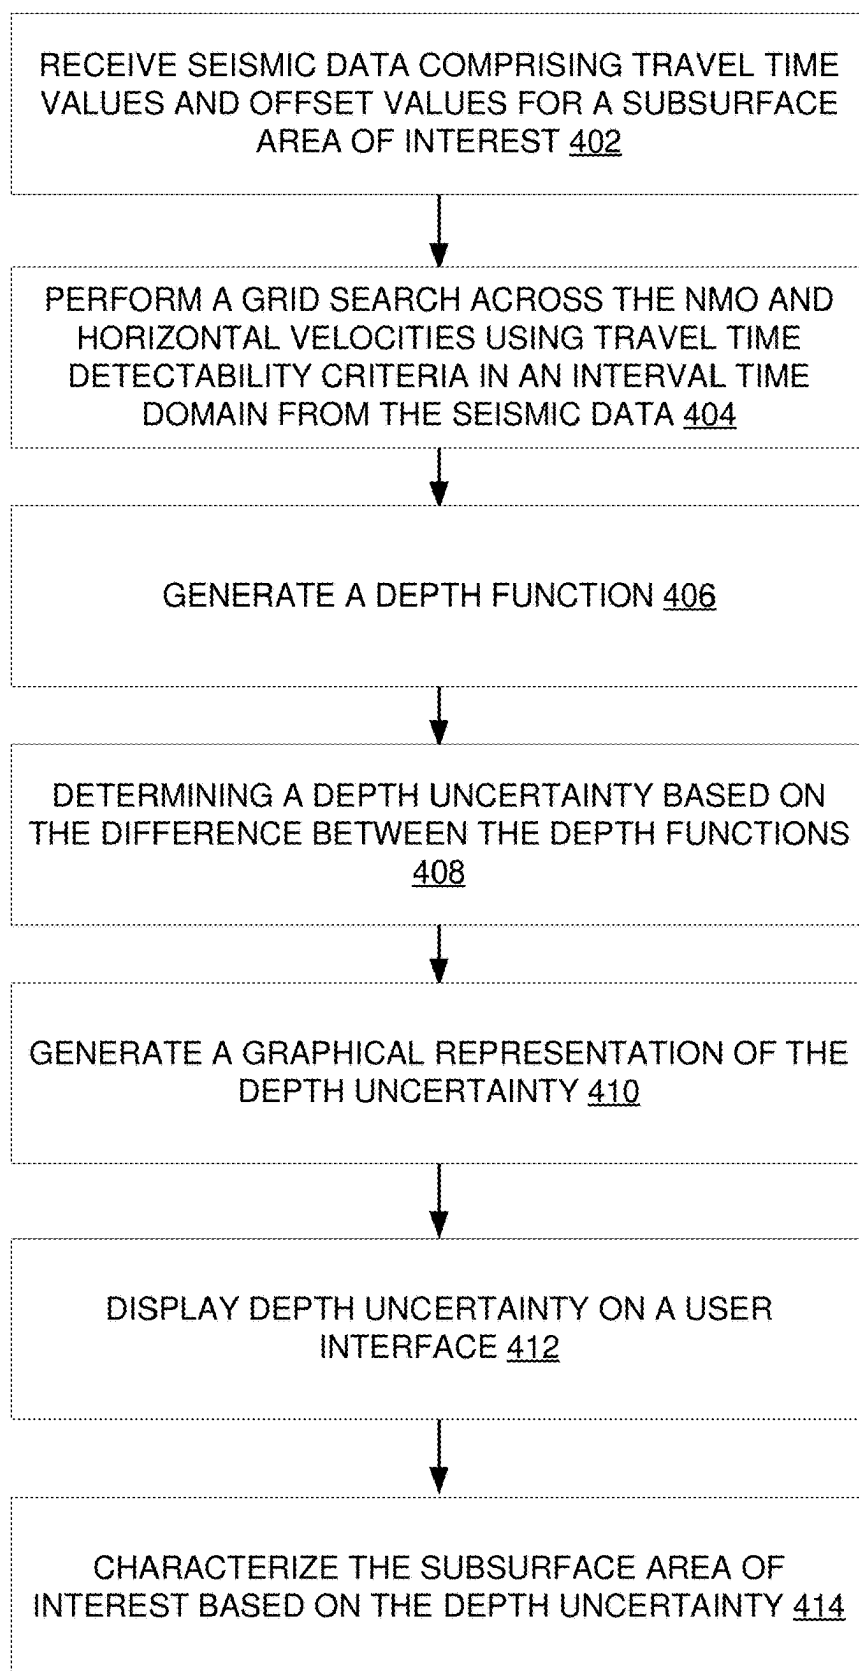 RECEIVE SEISMIC DATA COMPRISING TRAVEL TIME
VALUES AND OFFSET VALUES FOR A SUBSURFACE
AREA OF INTEREST 402
PERFORM A GRID SEARCH ACROSS THE NMO AND
HORIZONTAL VELOCITIES USING TRAVEL TIME
DETECTABILITY CRITERIA IN AN INTERVAL TIME
DOMAIN FROM THE SEISMIC DATA 404
GENERATE A DEPTH FUNCTION 406
DETERMINING A DEPTH UNCERTAINTY BASED ON
THE DIFFERENCE BETWEEN THE DEPTH FUNCTIONS
408
GENERATE A GRAPHICAL REPRESENTATION OF THE
DEPTH UNCERTAINTY 410
DISPLAY DEPTH UNCERTAINTY ON A USER
INTERFACE 412
CHARACTERIZE THE SUBSURFACE AREA OF
INTEREST BASED ON THE DEPTH UNCERTAINTY 414